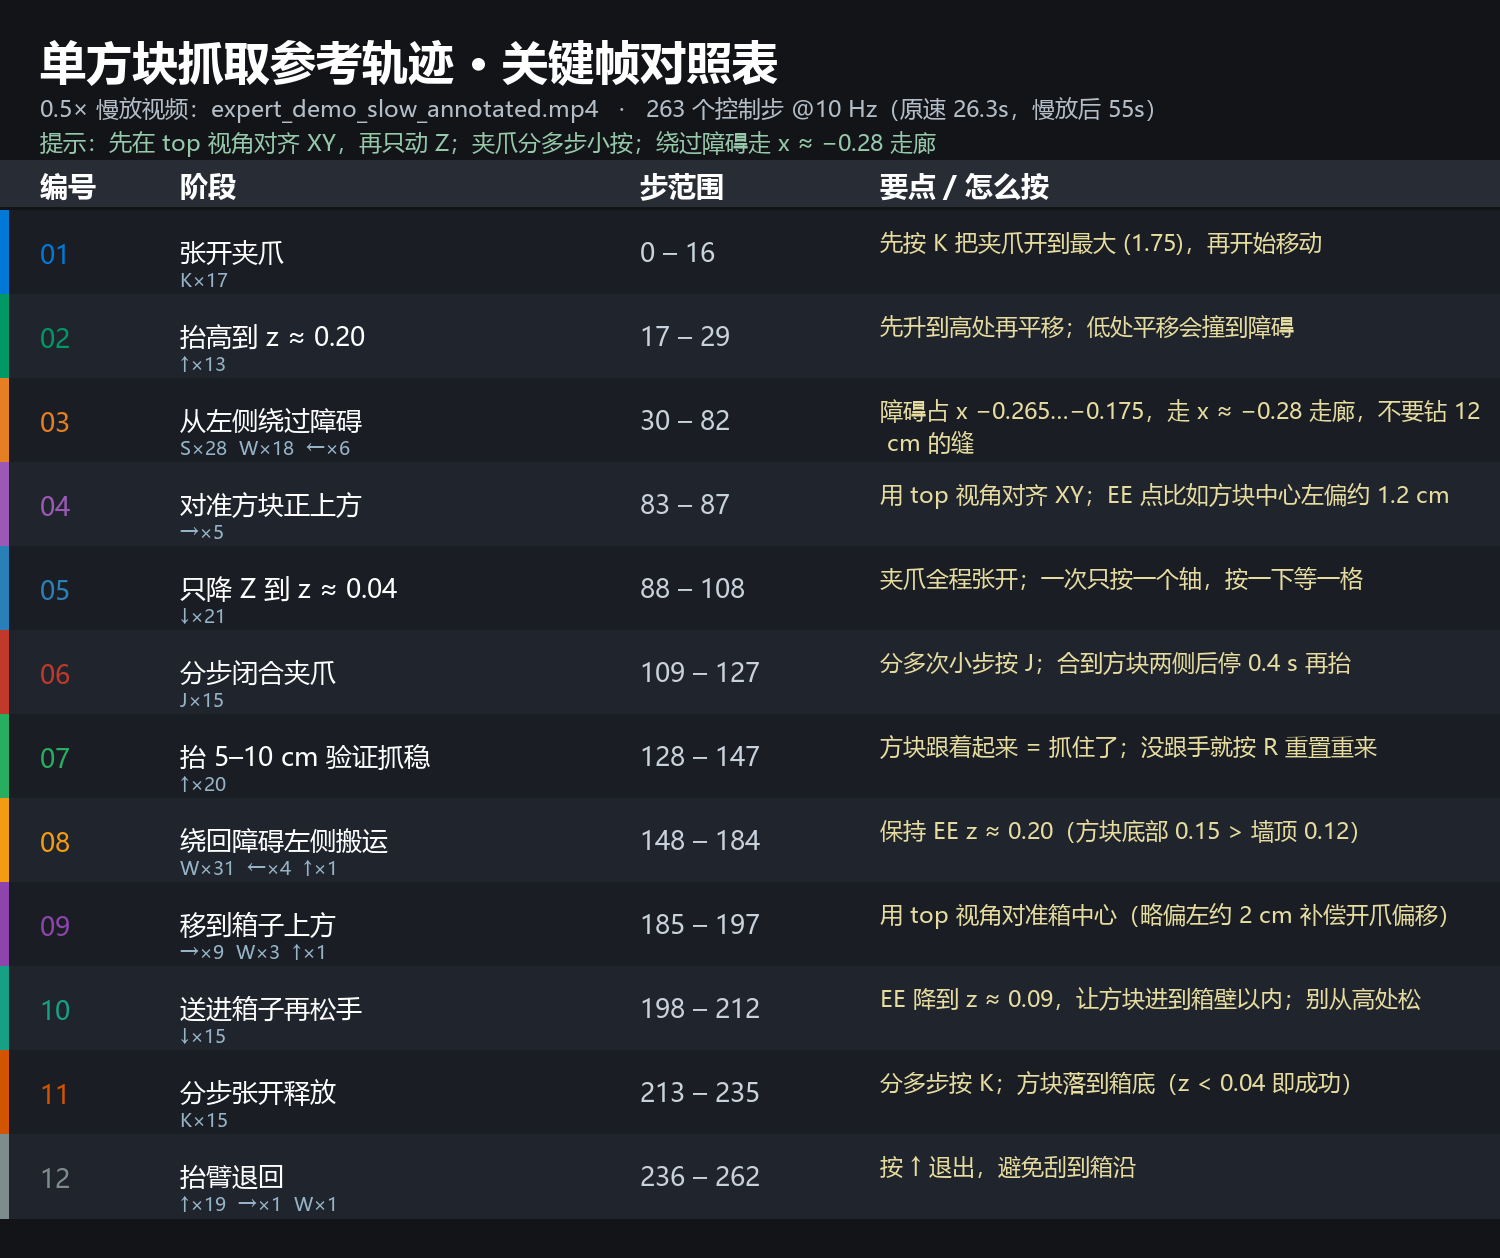 单方块抓取参考轨迹 · 关键帧对照表
0.5× 慢放视频：expert_demo_slow_annotated.mp4 · 263 个控制步 @10 Hz（原速 26.3s，慢放后 55s）
提示：先在 top 视角对齐 XY，再只动 Z；夹爪分多步小按；绕过障碍走 x ≈ −0.28 走廊
编号 阶段 步范围 要点 / 怎么按
01 张开夹爪 0 – 16 先按 K 把夹爪开到最大 (1.75)，再开始移动
K×17
02 抬高到 z ≈ 0.20 17 – 29 先升到高处再平移；低处平移会撞到障碍
↑×13
03 从左侧绕过障碍 30 – 82 障碍占 x −0.265…−0.175，走 x ≈ −0.28 走廊，不要钻 12
S×28 W×18 ←×6 cm 的缝
04 对准方块正上方 83 – 87 用 top 视角对齐 XY；EE 点比如方块中心左偏约 1.2 cm
→×5
05 只降 Z 到 z ≈ 0.04 88 – 108 夹爪全程张开；一次只按一个轴，按一下等一格
↓×21
06 分步闭合夹爪 109 – 127 分多次小步按 J；合到方块两侧后停 0.4 s 再抬
J×15
07 抬 5–10 cm 验证抓稳 128 – 147 方块跟着起来 = 抓住了；没跟手就按 R 重置重来
↑×20
08 绕回障碍左侧搬运 148 – 184 保持 EE z ≈ 0.20（方块底部 0.15 > 墙顶 0.12）
W×31 ←×4 ↑×1
09 移到箱子上方 185 – 197 用 top 视角对准箱中心（略偏左约 2 cm 补偿开爪偏移）
→×9 W×3 ↑×1
10 送进箱子再松手 198 – 212 EE 降到 z ≈ 0.09，让方块进到箱壁以内；别从高处松
↓×15
11 分步张开释放 213 – 235 分多步按 K；方块落到箱底（z < 0.04 即成功）
K×15
12 抬臂退回 236 – 262 按 ↑ 退出，避免刮到箱沿
↑×19 →×1 W×1